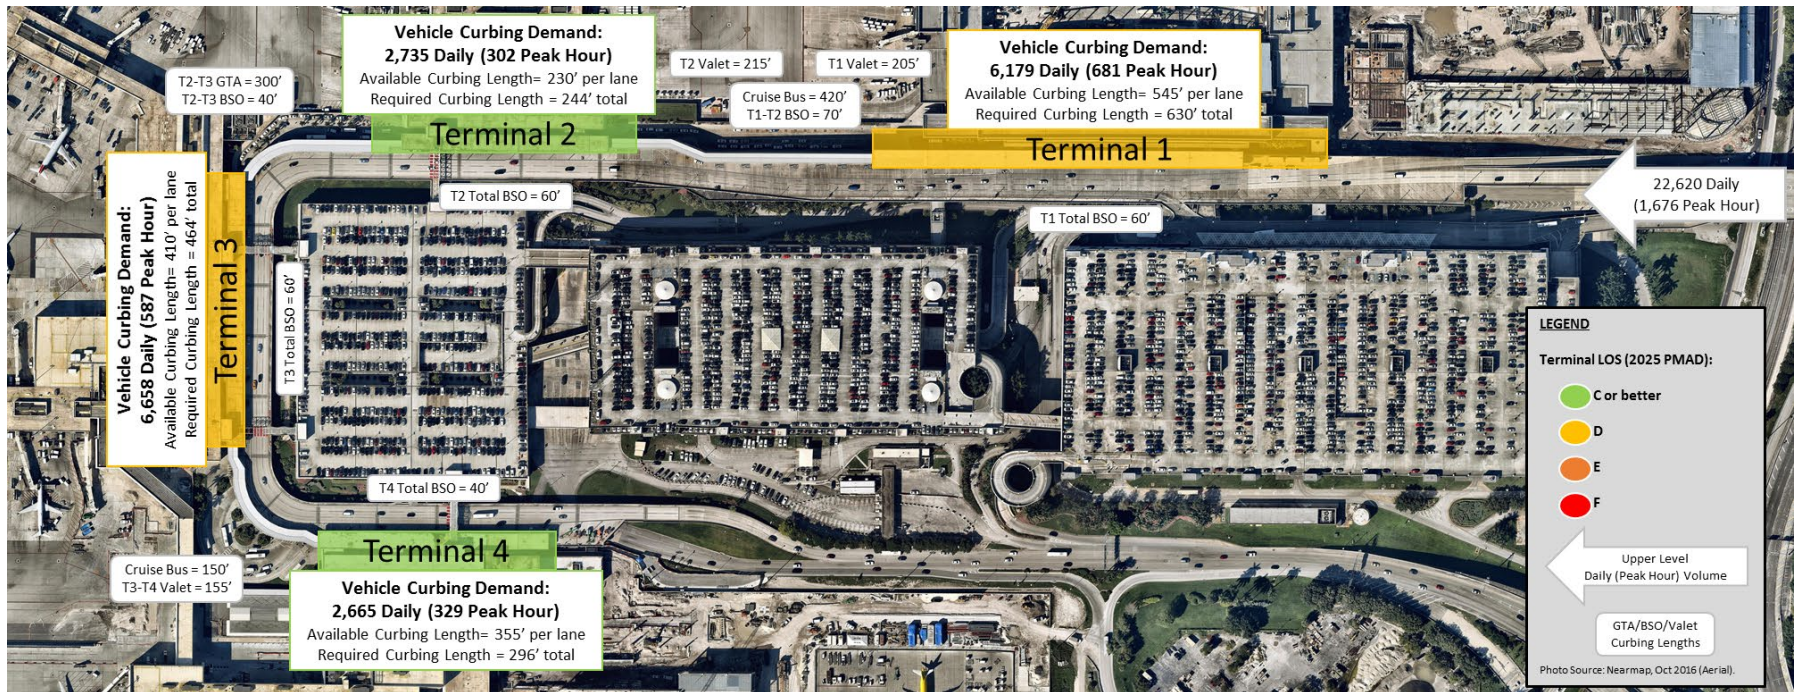 Vehicle Curbing Demand:
2,735 Daily (302 Peak Hour)
Available Curbing Length= 230’ per lane
Required Curbing Length = 244’ total
Terminal 2
T2-T3 GTA = 300’
T2-T3 BSO = 40’
T2 Valet = 215’
T1 Valet = 205’
Cruise Bus = 420’
T1-T2 BSO = 70’
Vehicle Curbing Demand:
6,179 Daily (681 Peak Hour)
Available Curbing Length= 545’ per lane
Required Curbing Length = 630’ total
Terminal 1
22,620 Daily
(1,676 Peak Hour)
T2 Total BSO = 60’
T1 Total BSO = 60’
Vehicle Curbing Demand:
6,658 Daily (587 Peak Hour)
Available Curbing Length= 410’ per lane
Required Curbing Length = 464’ total
Terminal 3
T3 Total BSO = 60’
T4 Total BSO = 40’
Terminal 4
Cruise Bus = 150’
T3-T4 Valet = 155’
Vehicle Curbing Demand:
2,665 Daily (329 Peak Hour)
Available Curbing Length= 355’ per lane
Required Curbing Length = 296’ total
LEGEND
Terminal LOS (2025 PMAD):
C or better
D
E
F
Upper Level
Daily (Peak Hour) Volume
GTA/BSO/Valet
Curbing Lengths
Photo Source: Nearmap, Oct 2016 (Aerial).